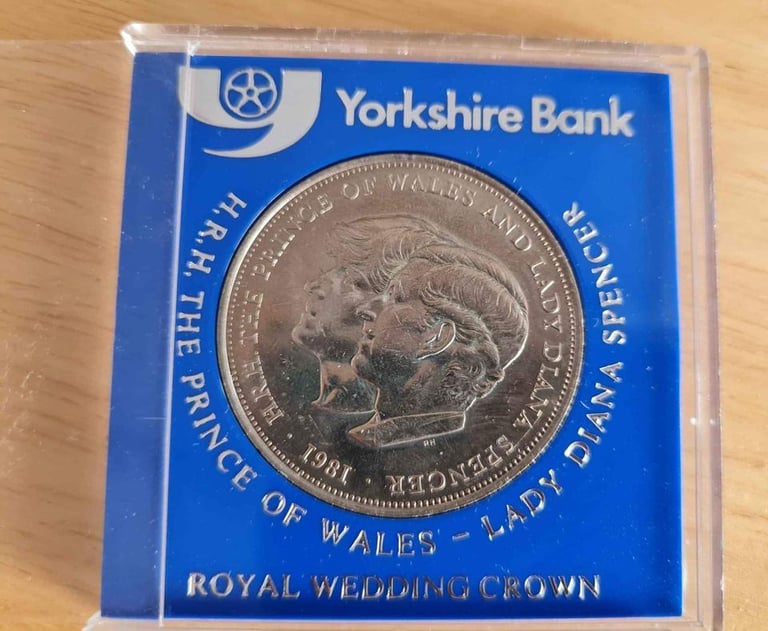 Yorkshire Bank
H.R.H. THE PRINCE OF WALES AND LADY DIANA SPENCER · 1981 ·
H.R.H. THE PRINCE OF WALES – LADY DIANA SPENCER
ROYAL WEDDING CROWN